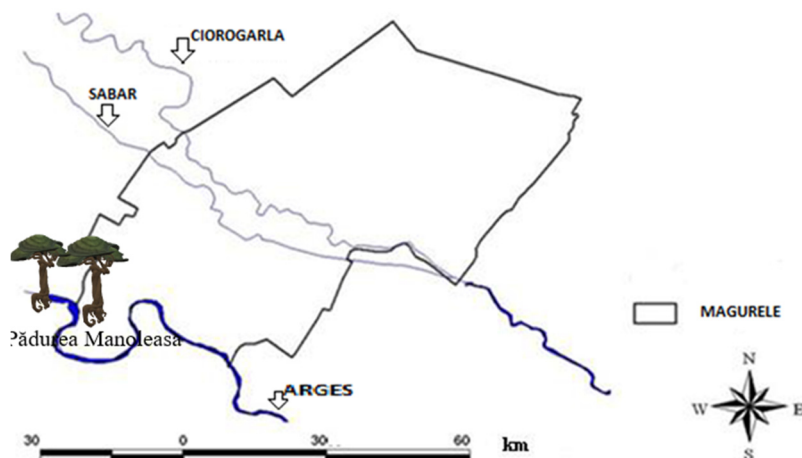 CIOROGARLA
SABAR
Pădurea Manoleasa
MAGURELE
ARGES
N
W E
S
30 0 30 60 km